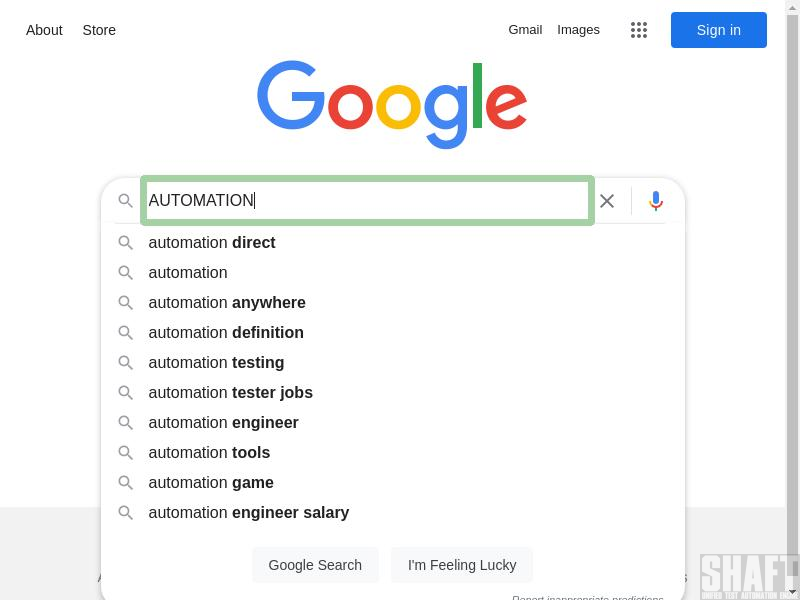 About Store Gmail Images Sign in
Google
AUTOMATION
automation direct
automation
automation anywhere
automation definition
automation testing
automation tester jobs
automation engineer
automation tools
automation game
automation engineer salary
Google Search I'm Feeling Lucky
Report inappropriate predictions
SHAFT